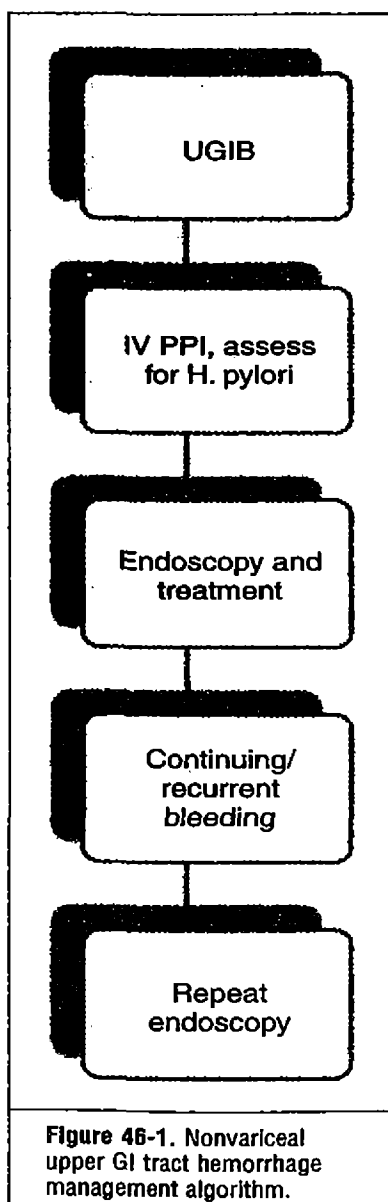 UGIB
IV PPI, assess
for H. pylori
Endoscopy and
treatment
Continuing/
recurrent
bleeding
Repeat
endoscopy
Figure 46-1. Nonvariceal
upper GI tract hemorrhage
management algorithm.